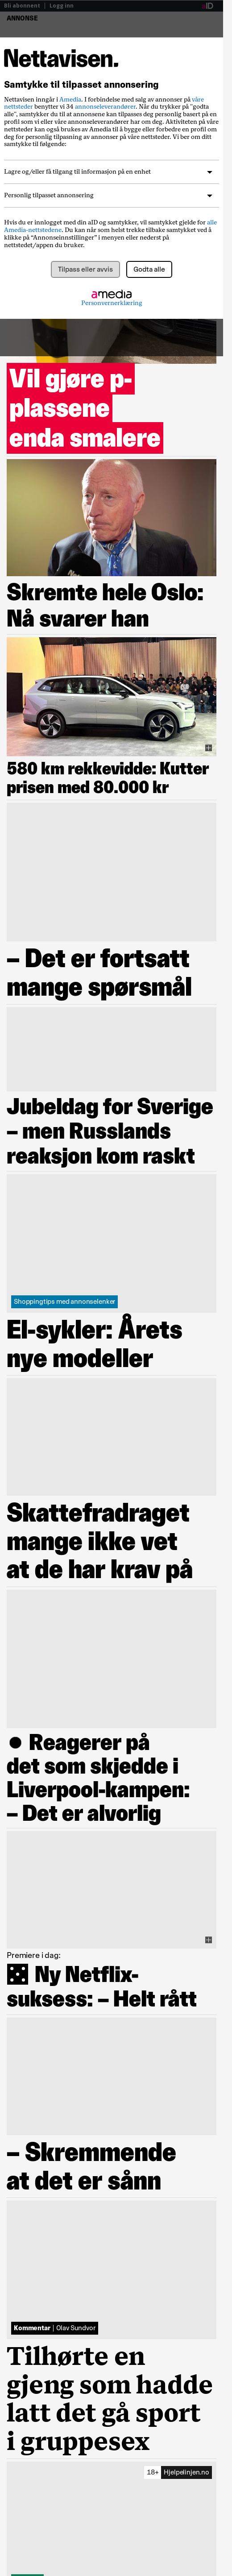 Bli abonnent | Logg inn
aID
ANNONSE
Nettavisen.
Samtykke til tilpasset annonsering
Nettavisen inngår i Amedia. I forbindelse med salg av annonser på våre
nettsteder benytter vi 34 annonseleverandører. Når du trykker på "godta
alle", samtykker du til at annonsene kan tilpasses deg personlig basert på en
profil som vi eller våre annonseleverandører har om deg. Aktiviteten på våre
nettsteder kan også brukes av Amedia til å bygge eller forbedre en profil om
deg for personlig tilpasning av annonser på våre nettsteder. Vi ber om ditt
samtykke til følgende:
Lagre og/eller få tilgang til informasjon på en enhet
Personlig tilpasset annonsering
Hvis du er innlogget med din aID og samtykker, vil samtykket gjelde for alle
Amedia-nettstedene. Du kan når som helst trekke tilbake samtykket ved å
klikke på "Annonseinnstillinger" i menyen eller nederst på
nettstedet/appen du bruker.
Tilpass eller avvis
Godta alle
amedia
Personvernerklæring
Vil gjøre p-
plassene
enda smalere
Skremte hele Oslo:
Nå svarer han
580 km rekkevidde: Kutter
prisen med 80.000 kr
– Det er fortsatt
mange spørsmål
Jubeldag for Sverige
– men Russlands
reaksjon kom raskt
Shoppingtips med annonselenker
El-sykler: Årets
nye modeller
Skattefradraget
mange ikke vet
at de har krav på
● Reagerer på
det som skjedde i
Liverpool-kampen:
– Det er alvorlig
Premiere i dag:
Ny Netflix-
suksess: – Helt rått
– Skremmende
at det er sånn
Kommentar | Olav Sundvor
Tilhørte en
gjeng som hadde
latt det gå sport
i gruppesex
18+ Hjelpelinjen.no